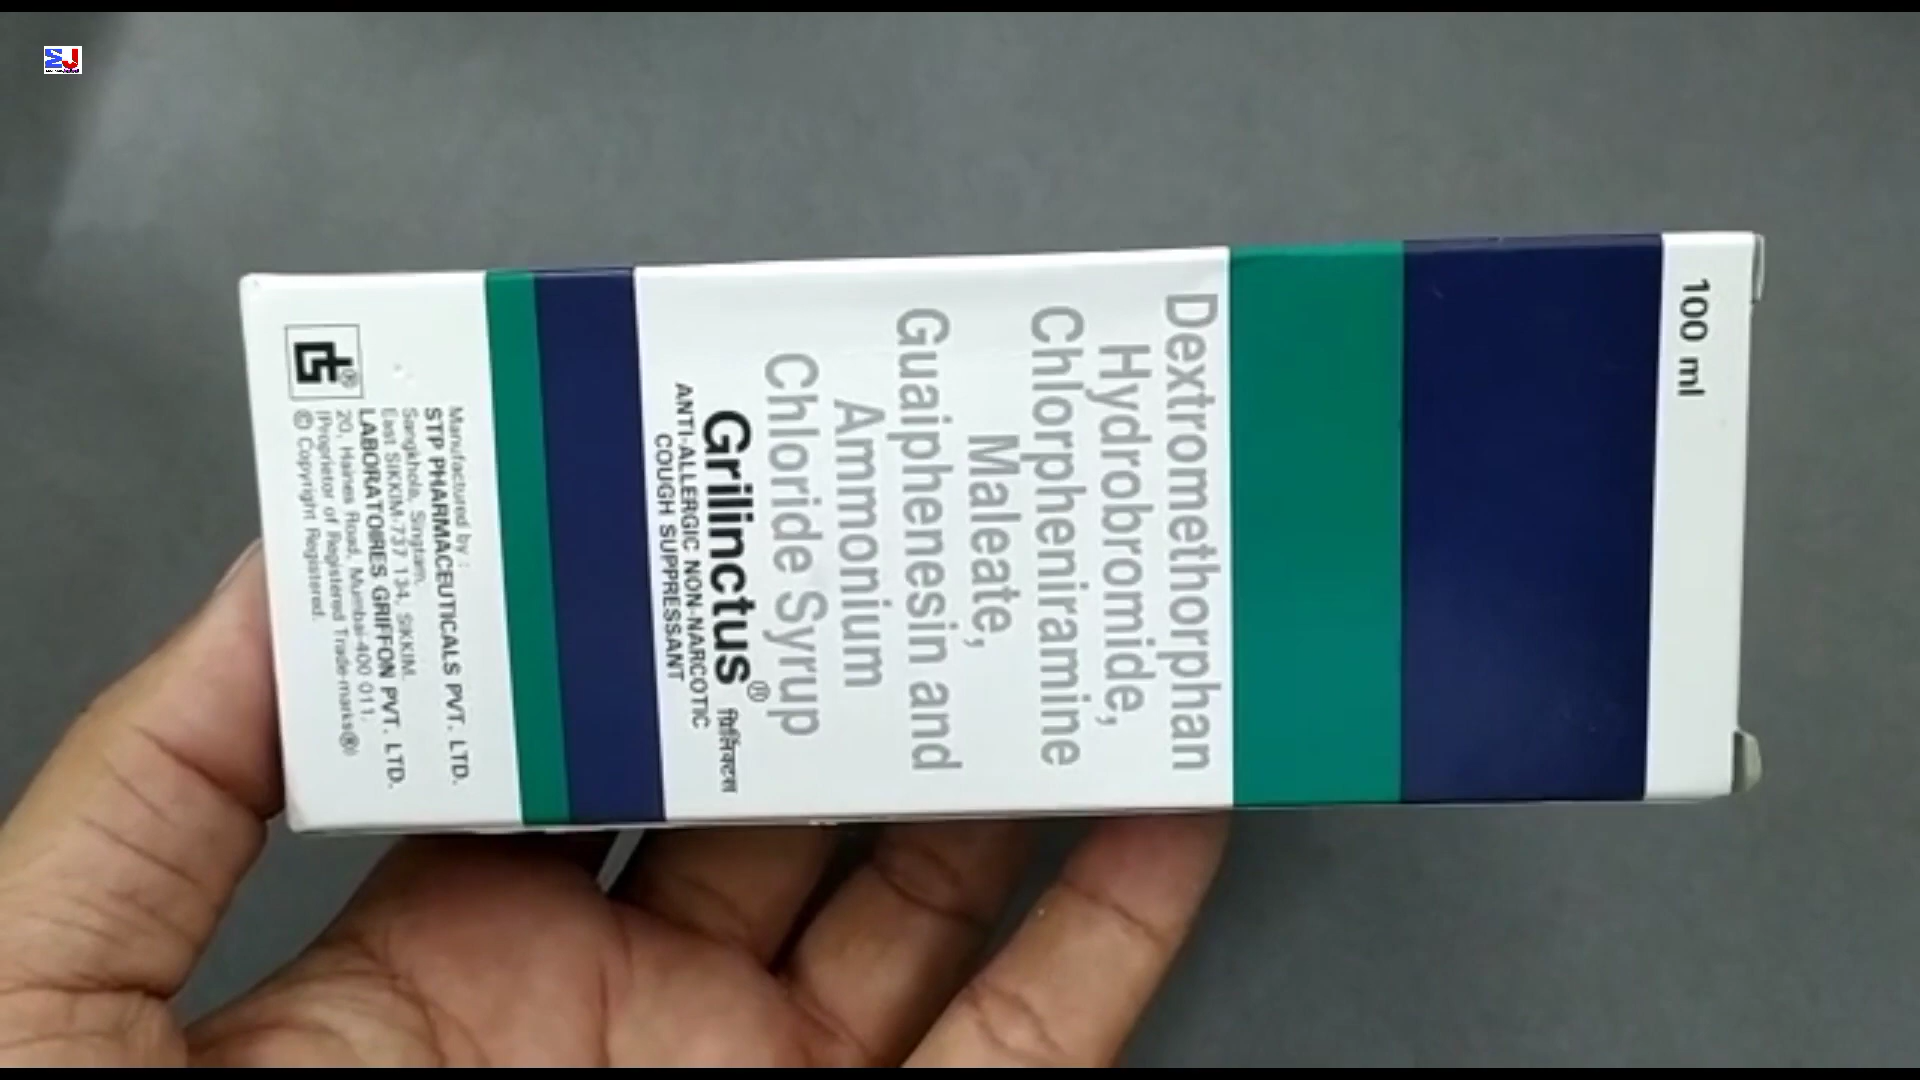 100 ml
Dextromethorphan
Hydrobromide,
Chlorpheniramine
Maleate,
Guaiphenesin and
Ammonium
Chloride Syrup
Grilinctus® ग्रिलिंक्टस
ANTI-ALLERGIC NON-NARCOTIC
COUGH SUPPRESSANT
Manufactured by :
STP PHARMACEUTICALS PVT. LTD.
Sangkhola, Singtam,
East SIKKIM-737 134, SIKKIM.
LABORATOIRES GRIFFON PVT. LTD.
20, Haines Road, Mumbai-400 011.
(Proprietor of Registered Trade-marks®)
© Copyright Registered.